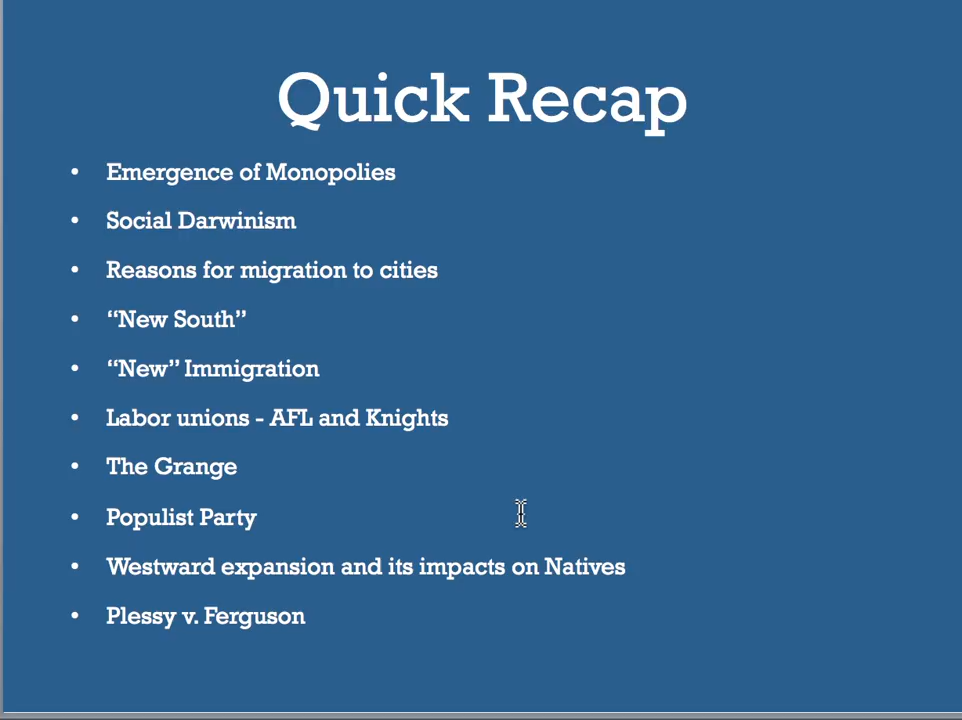 Quick Recap
• Emergence of Monopolies
• Social Darwinism
• Reasons for migration to cities
• “New South”
• “New” Immigration
• Labor unions - AFL and Knights
• The Grange
• Populist Party
• Westward expansion and its impacts on Natives
• Plessy v. Ferguson